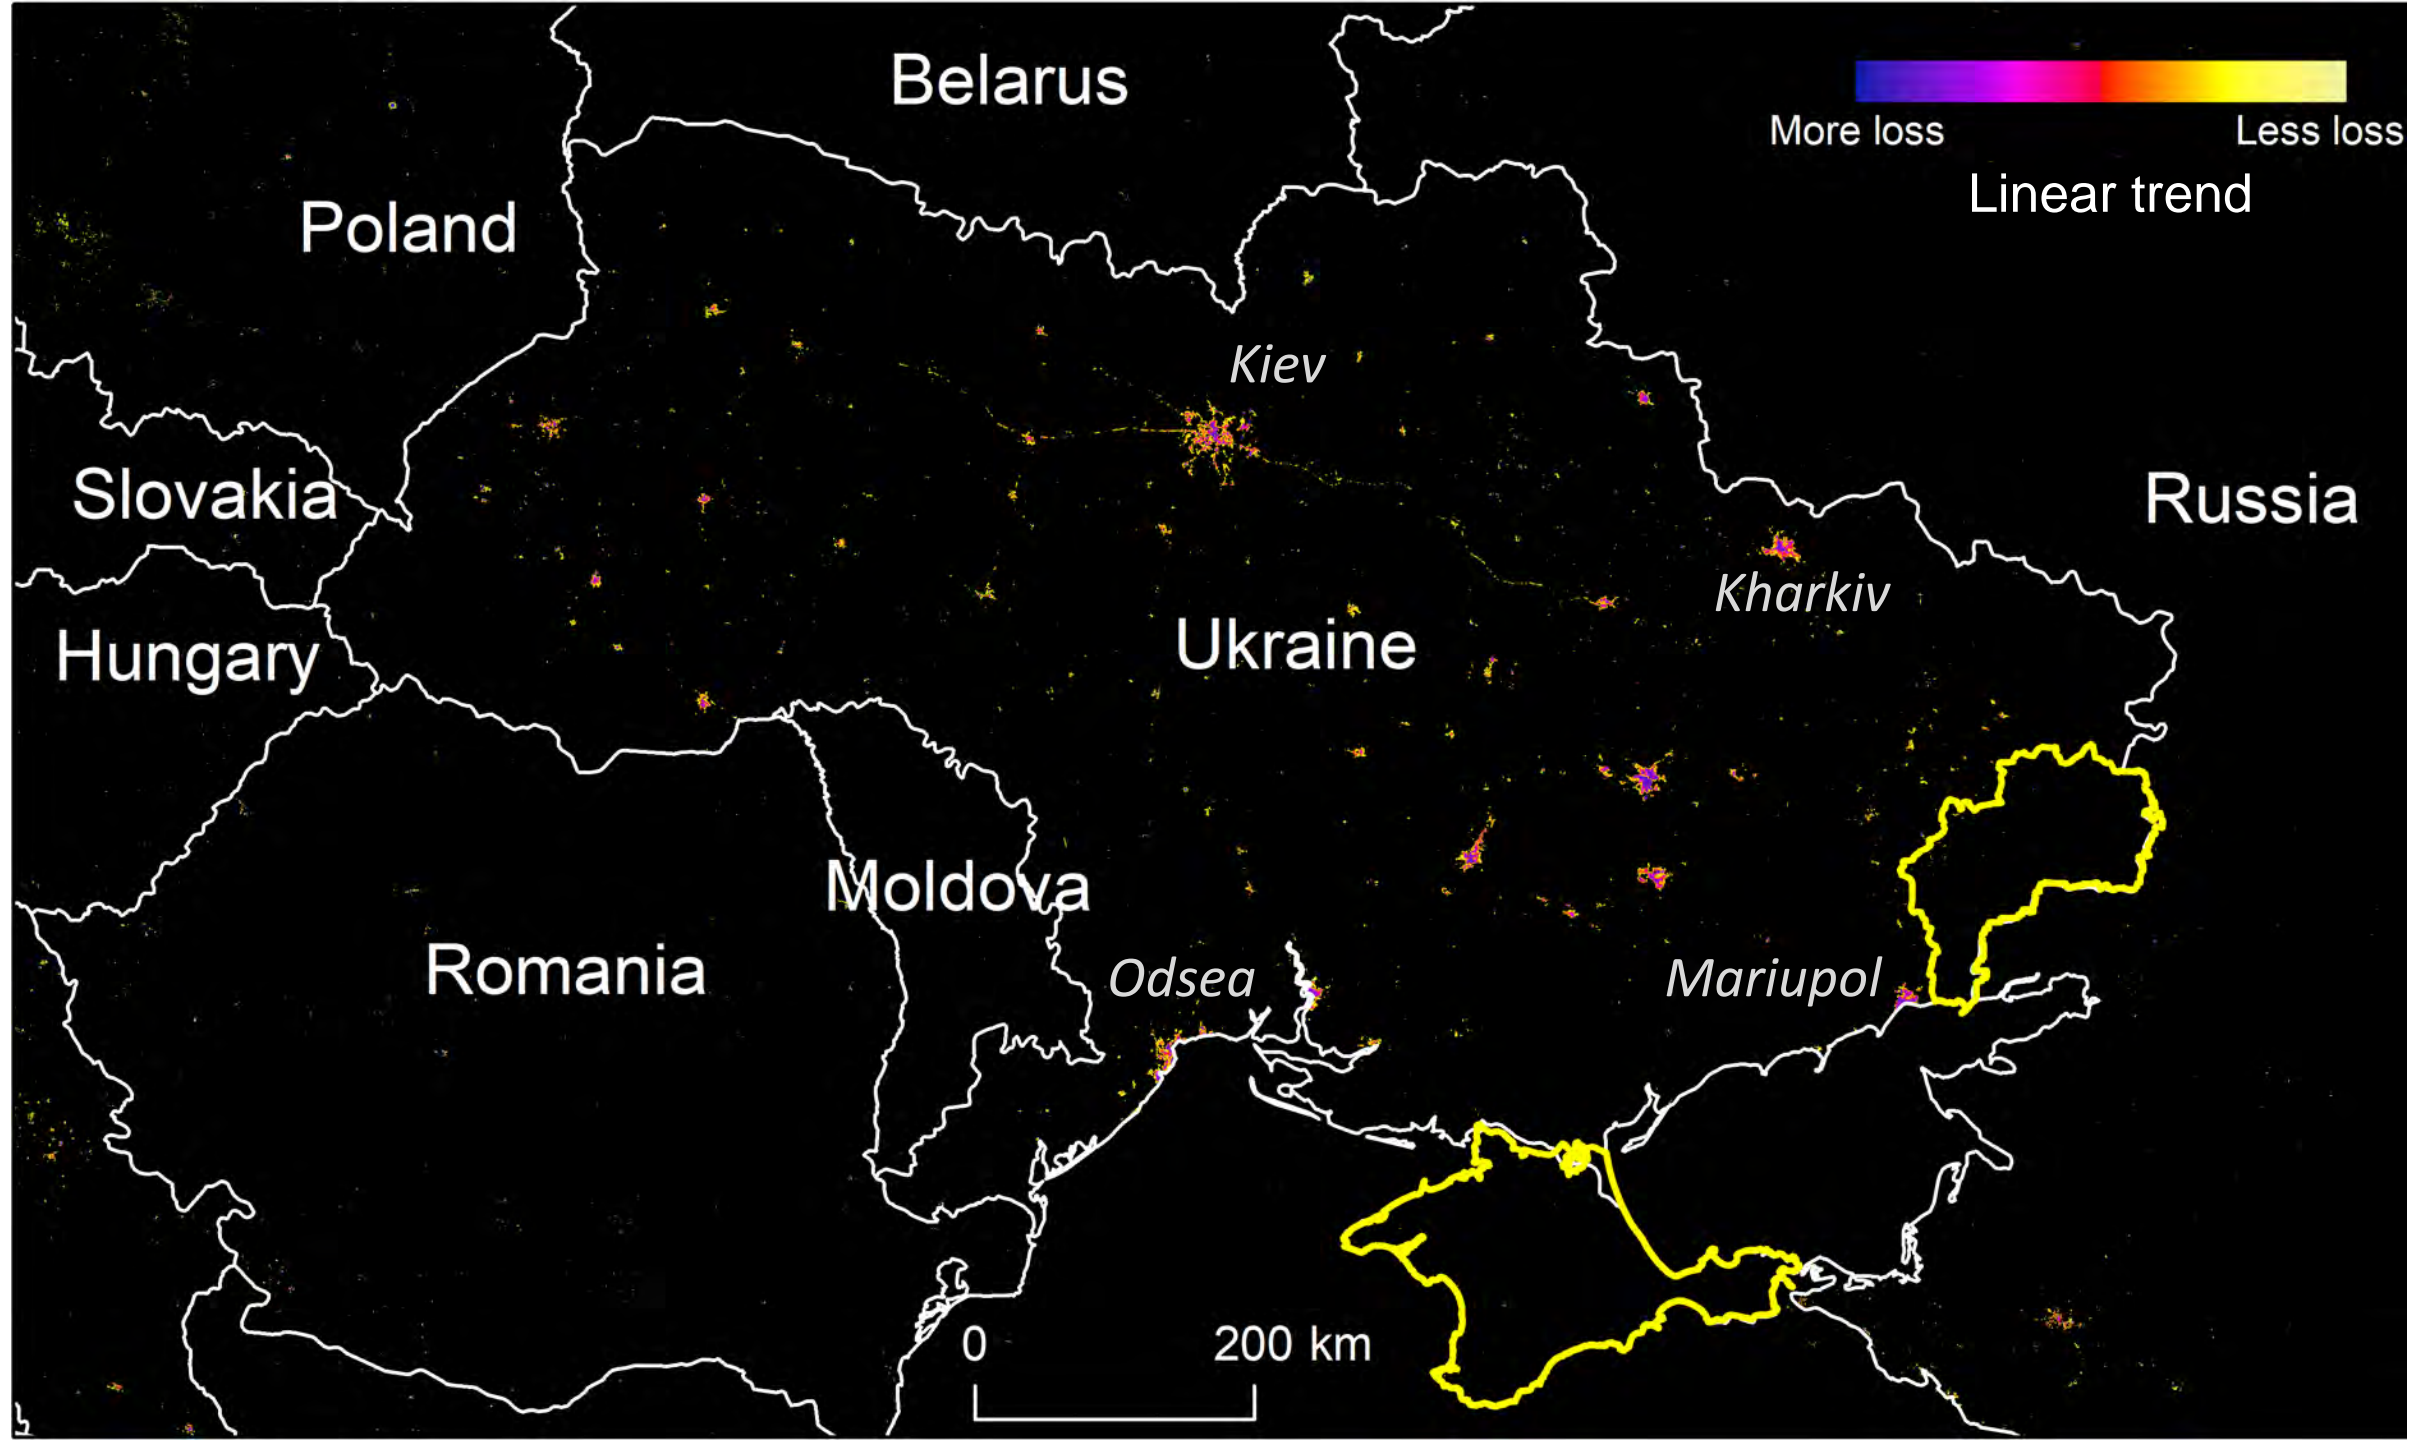 Belarus
More loss
Less loss
Linear trend
Poland
Kiev
Slovakia
Russia
Kharkiv
Hungary
Ukraine
Moldova
Romania
Odsea
Mariupol
0
200 km